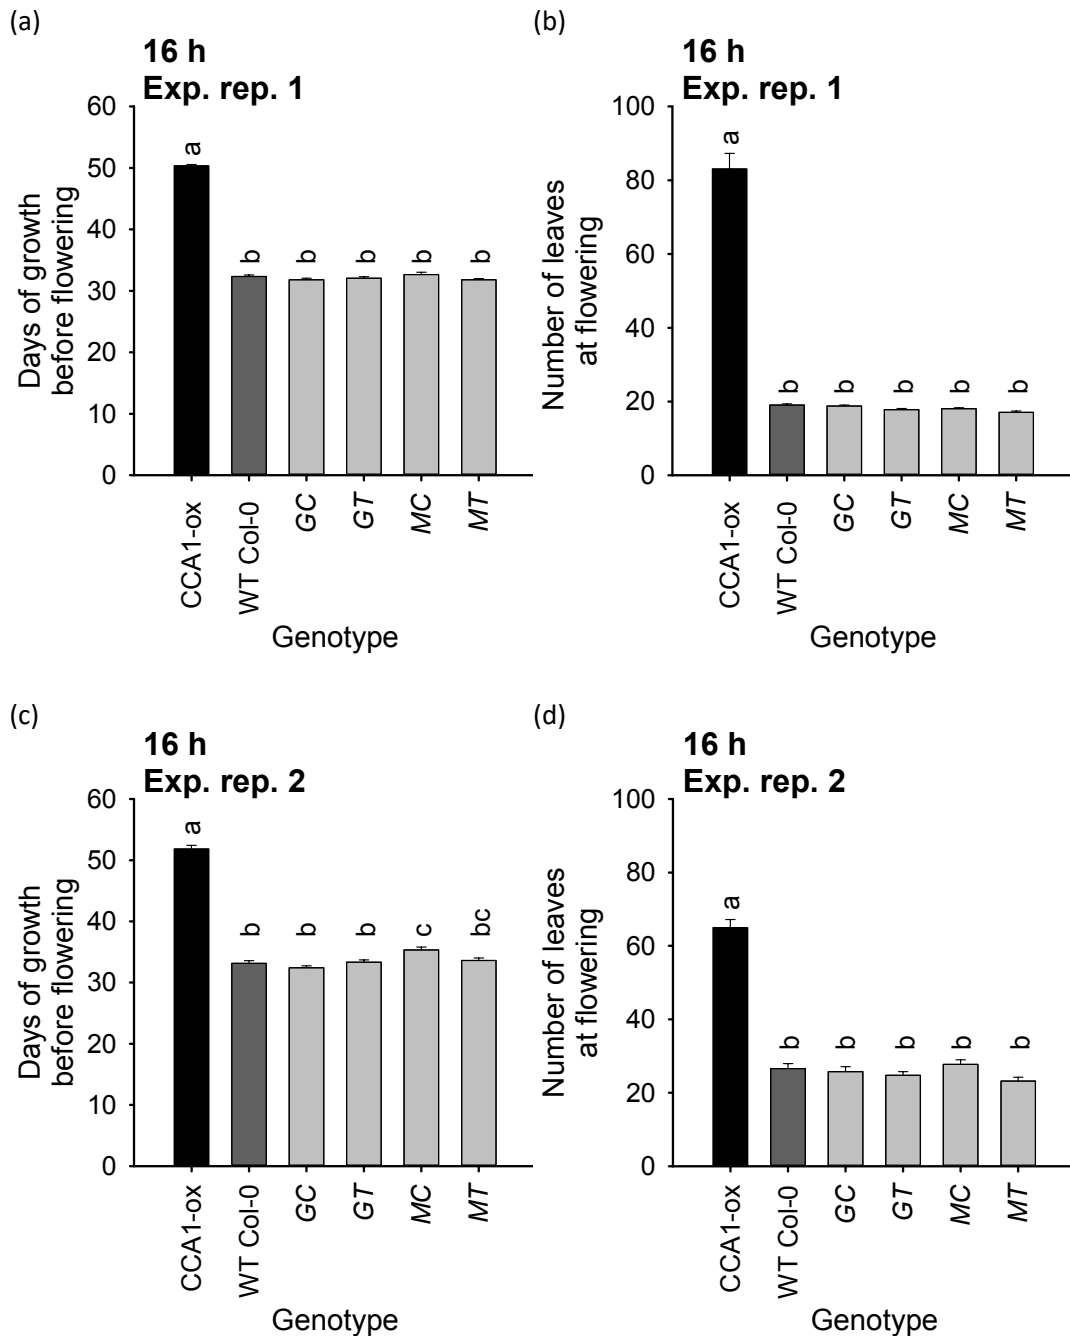 (a)
16 h
Exp. rep. 1
60
50
40
30
20
10
0
Days of growth
before flowering
a
b
b
b
b
b
CCA1-ox
WT Col-0
GC
GT
MC
MT
Genotype
(b)
16 h
Exp. rep. 1
100
80
60
40
20
0
Number of leaves
at flowering
a
b
b
b
b
b
CCA1-ox
WT Col-0
GC
GT
MC
MT
Genotype
(c)
16 h
Exp. rep. 2
60
50
40
30
20
10
0
Days of growth
before flowering
a
b
b
b
c
bc
CCA1-ox
WT Col-0
GC
GT
MC
MT
Genotype
(d)
16 h
Exp. rep. 2
100
80
60
40
20
0
Number of leaves
at flowering
a
b
b
b
b
b
CCA1-ox
WT Col-0
GC
GT
MC
MT
Genotype